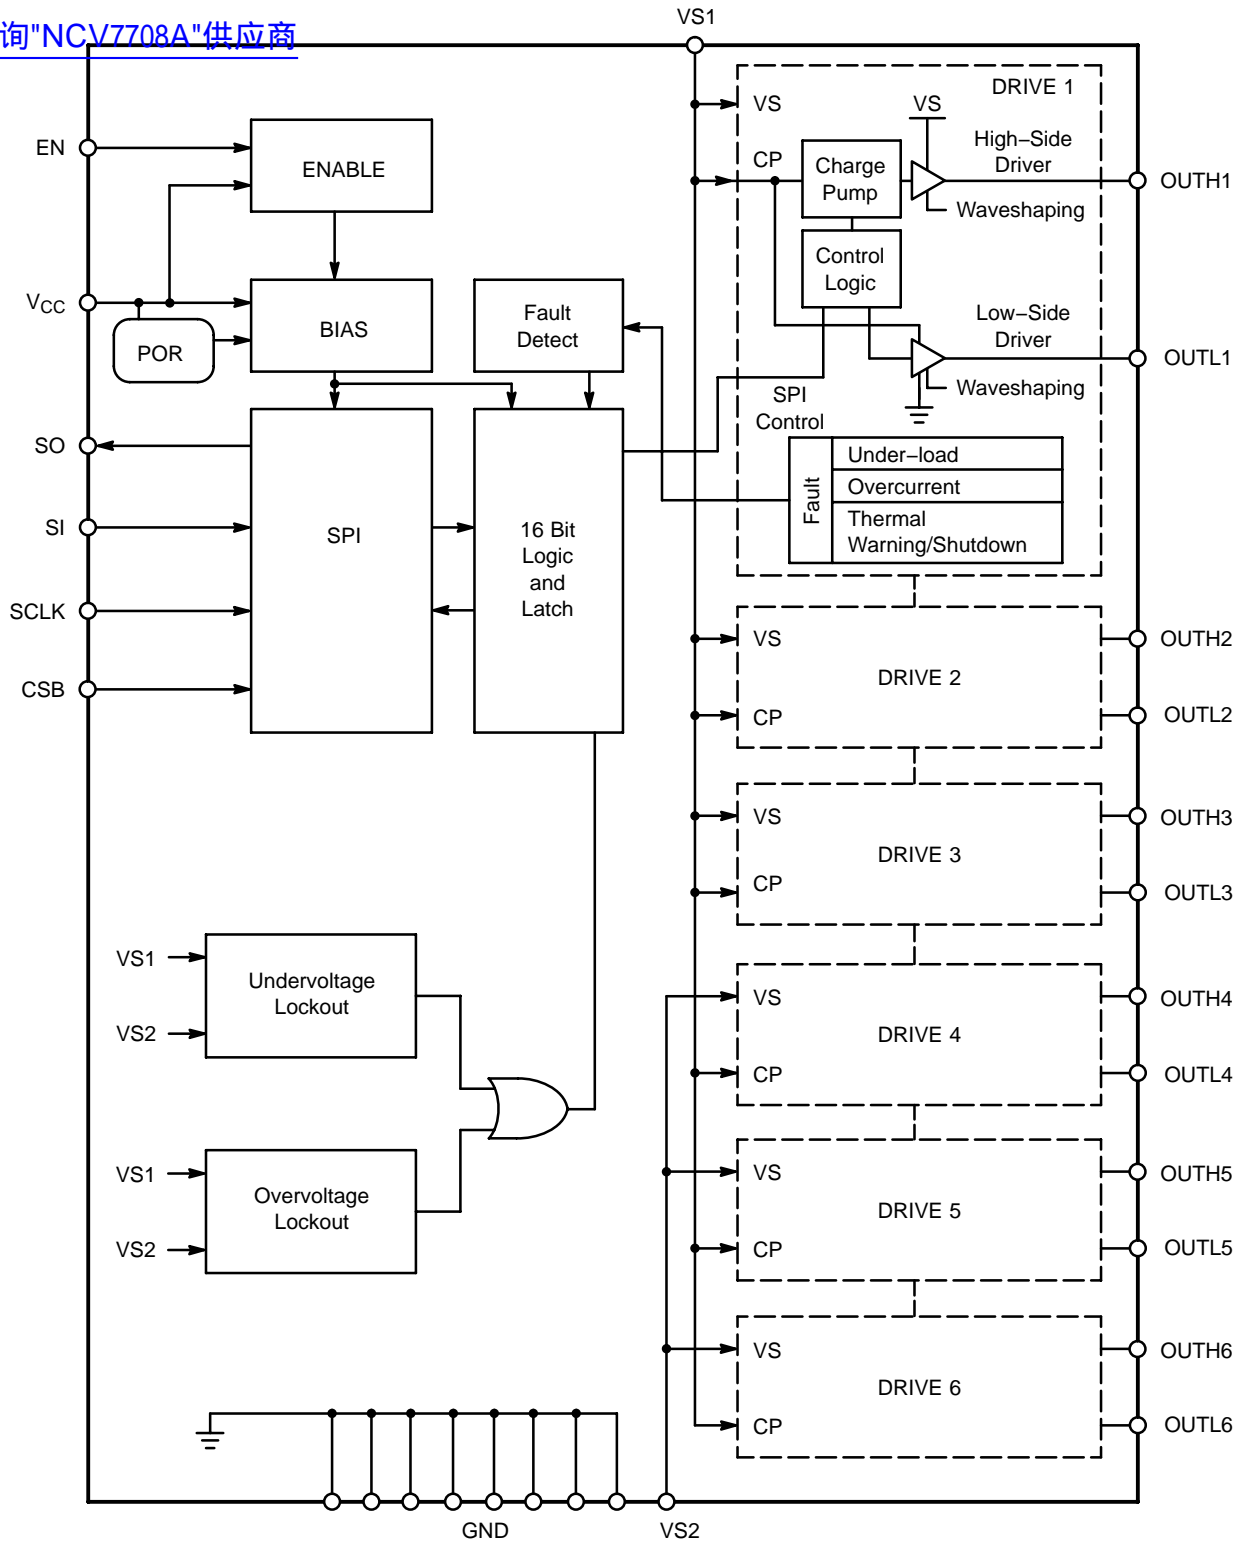 询"NCV7708A"供应商
VS1
DRIVE 1
VS
VS
EN
ENABLE
CP
Charge
Pump
High−Side
Driver
OUTH1
Waveshaping
Control
Logic
VCC
BIAS
POR
Fault
Detect
Low−Side
Driver
OUTL1
Waveshaping
SPI
Control
SO
SI
SCLK
CSB
SPI
16 Bit
Logic
and
Latch
Fault
Under−load
Overcurrent
Thermal
Warning/Shutdown
VS
DRIVE 2
CP
OUTH2
OUTL2
VS
DRIVE 3
CP
OUTH3
OUTL3
VS1
VS2
Undervoltage
Lockout
VS
DRIVE 4
CP
OUTH4
OUTL4
VS1
VS2
Overvoltage
Lockout
VS
DRIVE 5
CP
OUTH5
OUTL5
VS
DRIVE 6
CP
OUTH6
OUTL6
GND
VS2